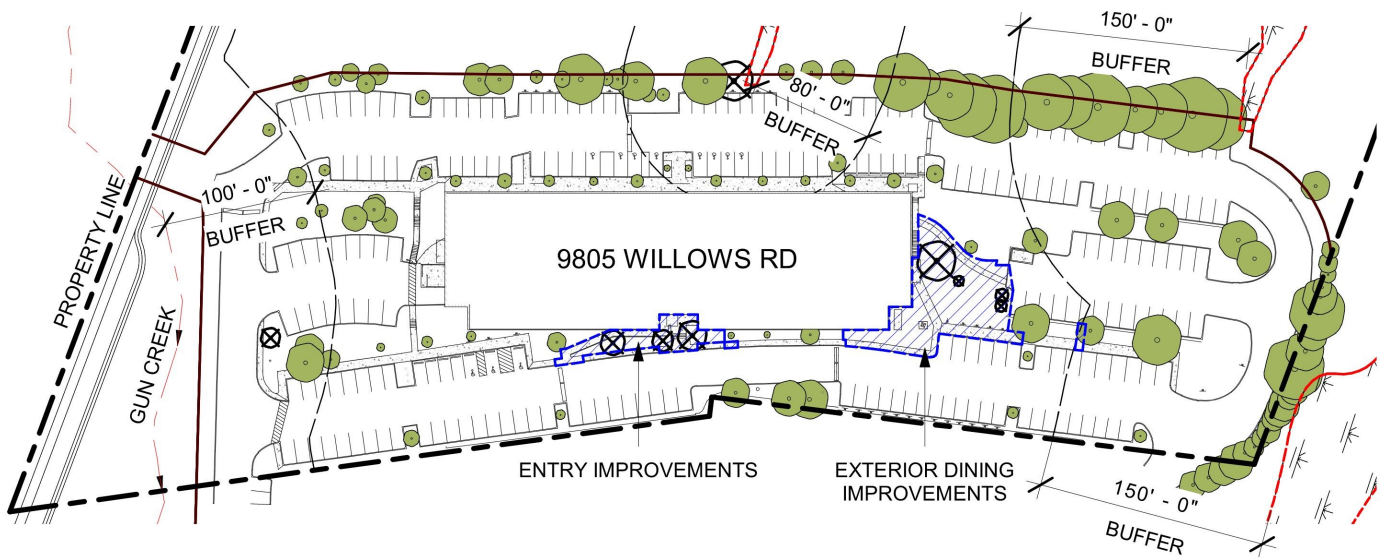 150' - 0"
BUFFER
80' - 0"
BUFFER
PROPERTY LINE
100' - 0"
BUFFER
9805 WILLOWS RD
GUN CREEK
ENTRY IMPROVEMENTS
EXTERIOR DINING
IMPROVEMENTS
150' - 0"
BUFFER